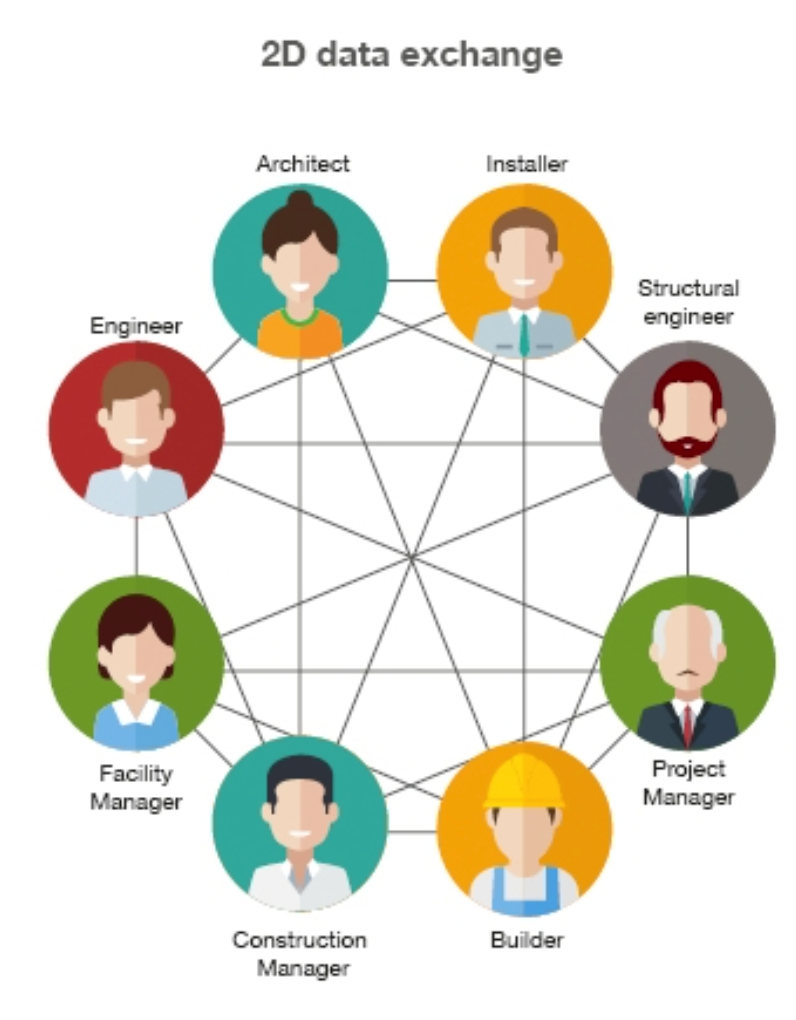 2D data exchange
Architect
Installer
Structural
engineer
Engineer
Facility
Manager
Project
Manager
Construction
Manager
Builder